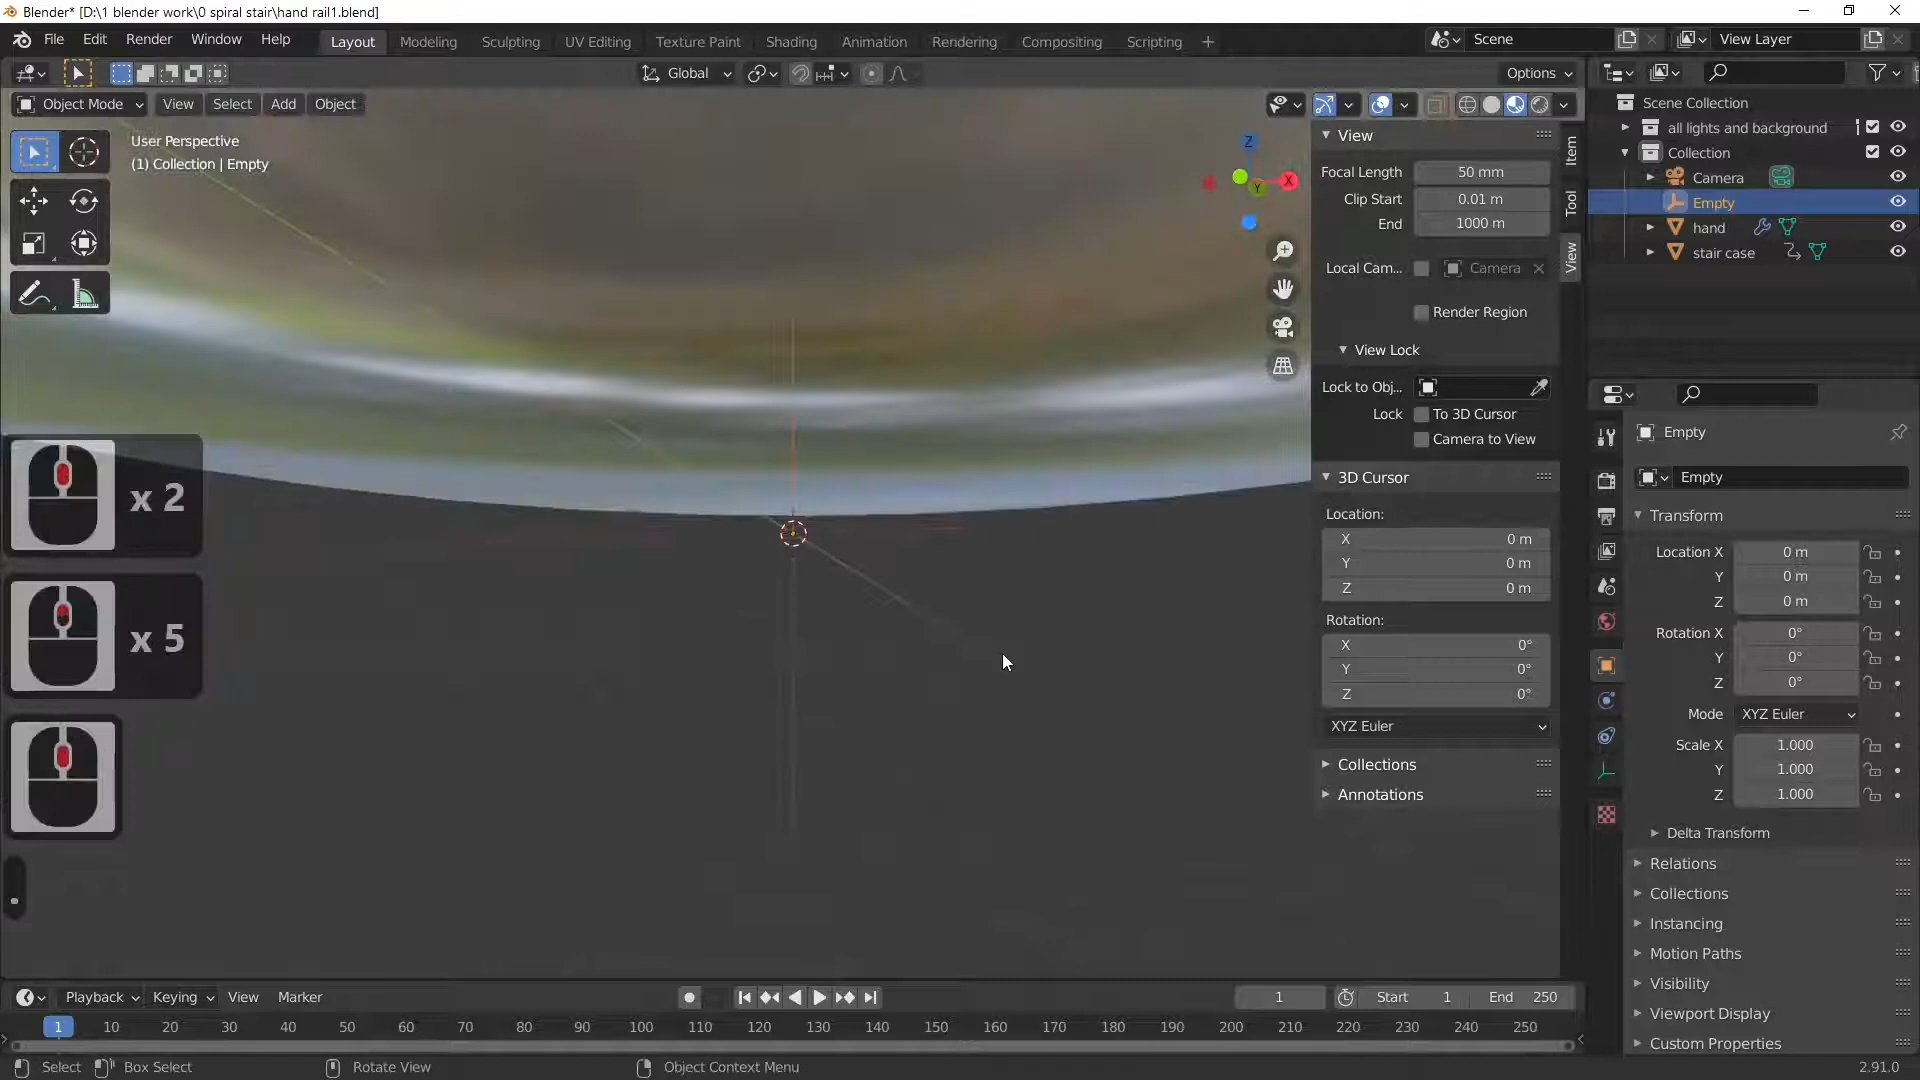 Blender* [D:\1 blender work\0 spiral stair\hand rail1.blend]
File Edit Render Window Help Layout Modeling Sculpting UV Editing Texture Paint Shading Animation Rendering Compositing Scripting + Scene View Layer
Global Options
Object Mode View Select Add Object
User Perspective
(1) Collection | Empty
Z
X
Y
View
Focal Length 50 mm
Clip Start 0.01 m
End 1000 m
Local Cam... Camera
Render Region
View Lock
Lock to Obj...
Lock To 3D Cursor
Camera to View
3D Cursor
Location:
X 0 m
Y 0 m
Z 0 m
Rotation:
X 0°
Y 0°
Z 0°
XYZ Euler
Collections
Annotations
Item
Tool
View
Scene Collection
all lights and background
Collection
Camera
Empty
hand
stair case
Empty
Empty
Transform
Location X 0 m
Y 0 m
Z 0 m
Rotation X 0°
Y 0°
Z 0°
Mode XYZ Euler
Scale X 1.000
Y 1.000
Z 1.000
Delta Transform
Relations
Collections
Instancing
Motion Paths
Visibility
Viewport Display
Custom Properties
x 2
x 5
Playback Keying View Marker 1 Start 1 End 250
1 10 20 30 40 50 60 70 80 90 100 110 120 130 140 150 160 170 180 190 200 210 220 230 240 250
Select Box Select Rotate View Object Context Menu 2.91.0